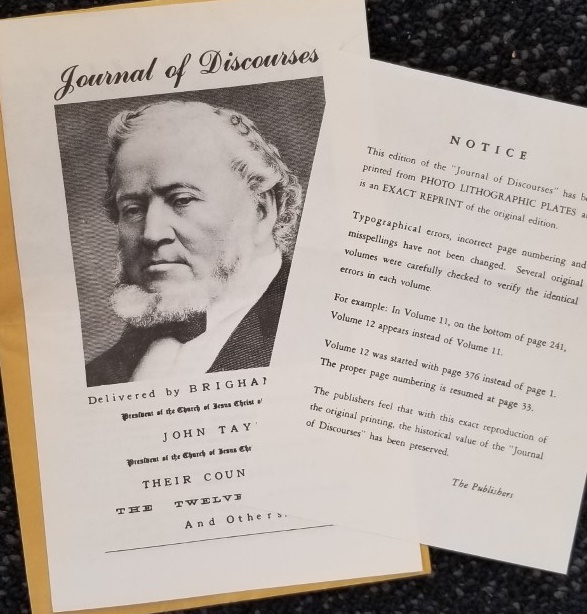 Journal of Discourses
Delivered by BRIGHA
President of the Church of Jesus Christ o
JOHN TAY
President of the Church of Jesus Chr
THEIR COUN
THE TWELVE
And Others.
NOTICE
This edition of the "Journal of Discourses" has be
printed from PHOTO LITHOGRAPHIC PLATES a
is an EXACT REPRINT of the original edition.
Typographical errors, incorrect page numbering and
misspellings have not been changed. Several original
volumes were carefully checked to verify the identical
errors in each volume.
For example: In Volume 11, on the bottom of page 241,
Volume 12 appears instead of Volume 11.
Volume 12 was started with page 376 instead of page 1.
The proper page numbering is resumed at page 33.
The publishers feel that with this exact reproduction of
the original printing, the historical value of the "Journal
of Discourses" has been preserved.
The Publishers